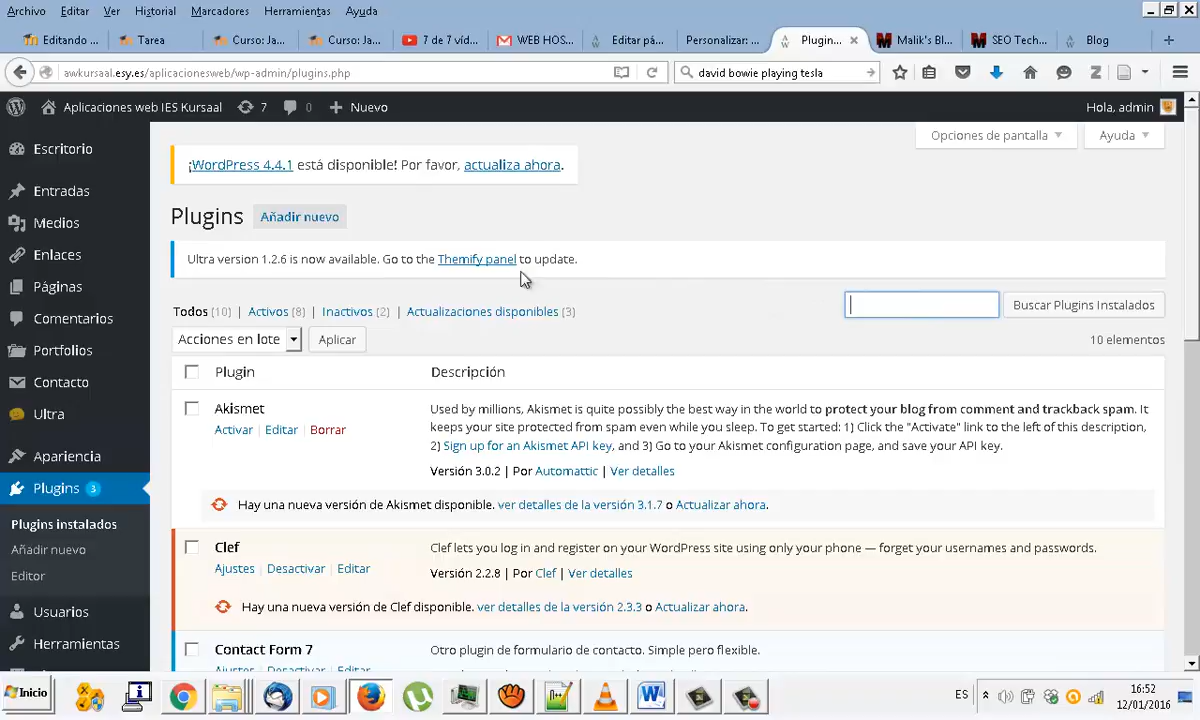 Archivo Editar Ver Historial Marcadores Herramientas Ayuda
Editando ... Tarea Curso: Ja... Curso: Ja... 7 de 7 víd... WEB HOS... Editar pá... Personalizar: ... Plugin... Malik's Bl... SEO Tech... Blog
awkursaal.esy.es/aplicacionesweb/wp-admin/plugins.php david bowie playing tesla
Aplicaciones web IES Kursaal 7 0 Nuevo Hola, admin
Opciones de pantalla Ayuda
Escritorio
Entradas
Medios
Enlaces
Páginas
Comentarios
Portfolios
Contacto
Ultra
Apariencia
Plugins 3
Plugins instalados
Añadir nuevo
Editor
Usuarios
Herramientas
¡WordPress 4.4.1 está disponible! Por favor, actualiza ahora.
Plugins Añadir nuevo
Ultra version 1.2.6 is now available. Go to the Themify panel to update.
Todos (10) | Activos (8) | Inactivos (2) | Actualizaciones disponibles (3)
Buscar Plugins Instalados
Acciones en lote Aplicar 10 elementos
Plugin Descripción
Akismet
Activar | Editar | Borrar
Used by millions, Akismet is quite possibly the best way in the world to protect your blog from comment and trackback spam. It
keeps your site protected from spam even while you sleep. To get started: 1) Click the "Activate" link to the left of this description,
2) Sign up for an Akismet API key, and 3) Go to your Akismet configuration page, and save your API key.
Versión 3.0.2 | Por Automattic | Ver detalles
Hay una nueva versión de Akismet disponible. ver detalles de la versión 3.1.7 o Actualizar ahora.
Clef
Ajustes | Desactivar | Editar
Clef lets you log in and register on your WordPress site using only your phone — forget your usernames and passwords.
Versión 2.2.8 | Por Clef | Ver detalles
Hay una nueva versión de Clef disponible. ver detalles de la versión 2.3.3 o Actualizar ahora.
Contact Form 7
Ajustes | Desactivar | Editar
Otro plugin de formulario de contacto. Simple pero flexible.
Inicio ES 16:52
12/01/2016